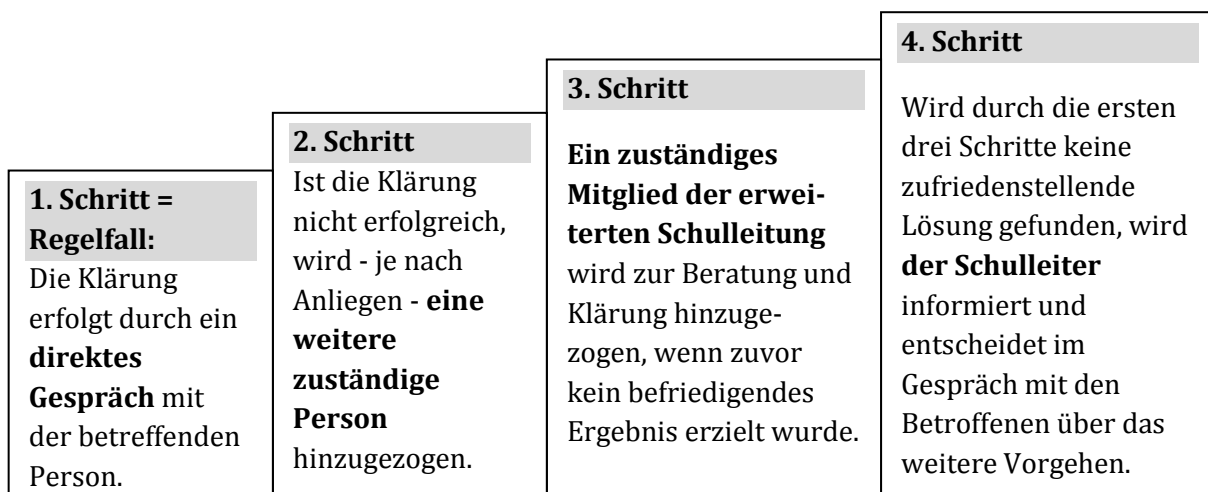 1. Schritt =
Regelfall:
Die Klärung
erfolgt durch ein
direktes
Gespräch mit
der betreffenden
Person.
2. Schritt
Ist die Klärung
nicht erfolgreich,
wird - je nach
Anliegen - eine
weitere
zuständige
Person
hinzugezogen.
3. Schritt
Ein zuständiges
Mitglied der erwei-
terten Schulleitung
wird zur Beratung und
Klärung hinzuge-
zogen, wenn zuvor
kein befriedigendes
Ergebnis erzielt wurde.
4. Schritt
Wird durch die ersten
drei Schritte keine
zufriedenstellende
Lösung gefunden, wird
der Schulleiter
informiert und
entscheidet im
Gespräch mit den
Betroffenen über das
weitere Vorgehen.